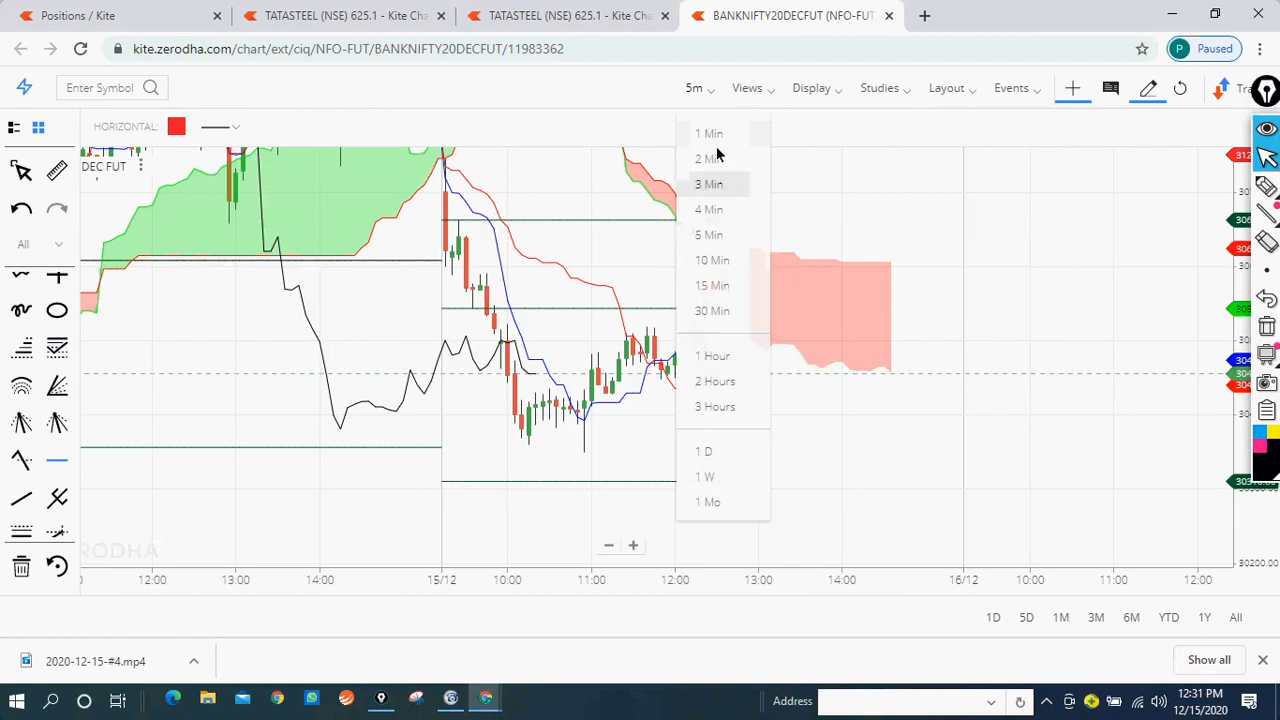 Positions / Kite
TATASTEEL (NSE) 625.1 - Kite Cha
TATASTEEL (NSE) 625.1 - Kite Cha
BANKNIFTY20DECFUT (NFO-FUT
kite.zerodha.com/chart/ext/ciq/NFO-FUT/BANKNIFTY20DECFUT/11983362
P Paused
Enter Symbol
5m
Views
Display
Studies
Layout
Events
HORIZONTAL:
DEC FUT
All
1 Min
2 Min
3 Min
4 Min
5 Min
10 Min
15 Min
30 Min
1 Hour
2 Hours
3 Hours
1 D
1 W
1 Mo
30200.00
ZERODHA
12:00 13:00 14:00 15/12 10:00 11:00 12:00 13:00 14:00 16/12 10:00 11:00 12:00
1D 5D 1M 3M 6M YTD 1Y All
2020-12-15-#4.mp4
Show all
Address
12:31 PM
12/15/2020